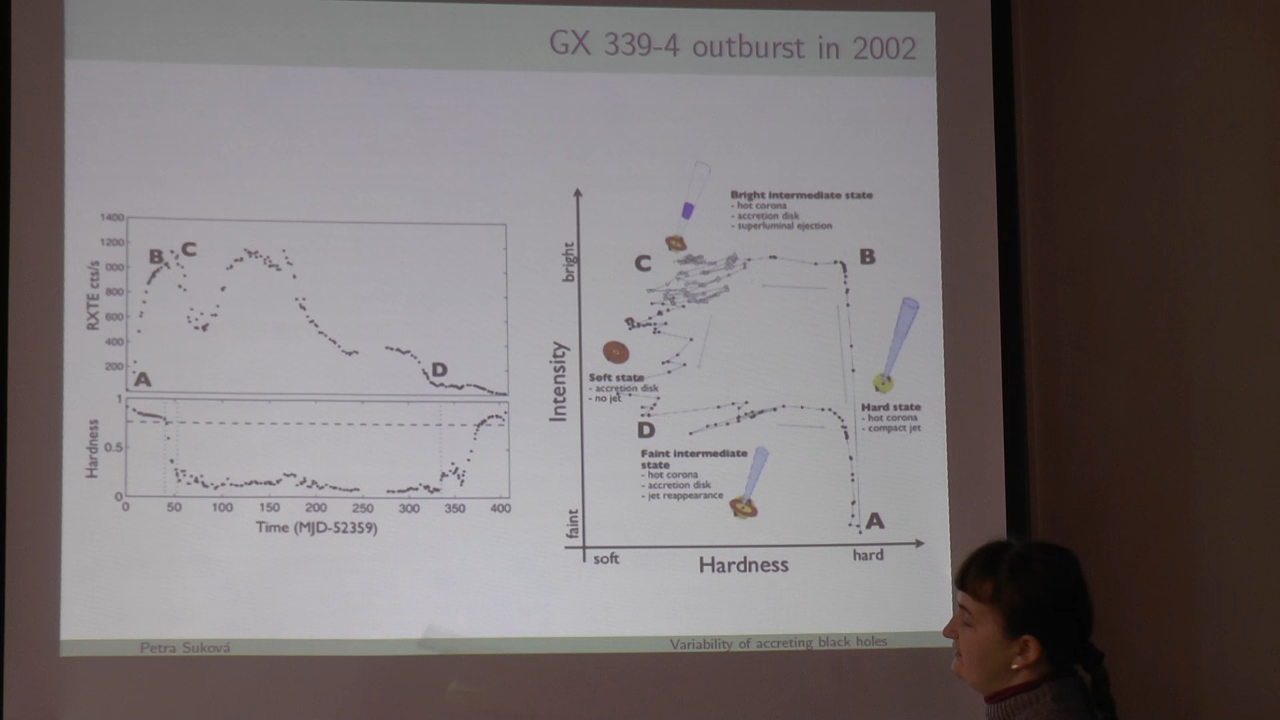 GX 339-4 outburst in 2002
1400
1200
000
800
600
400
200
RXTE cts/s
A
B
C
D
1
0.5
0
Hardness
0
50
100
150
200
250
300
350
400
Time (MJD-52359)
Bright intermediate state
- hot corona
- accretion disk
- superluminal ejection
bright
Intensity
faint
C
B
Soft state
- accretion disk
- no jet
Hard state
- hot corona
- compact jet
D
Faint intermediate
state
- hot corona
- accretion disk
- jet reappearance
A
soft
Hardness
hard
Petra Suková
Variability of accreting black holes